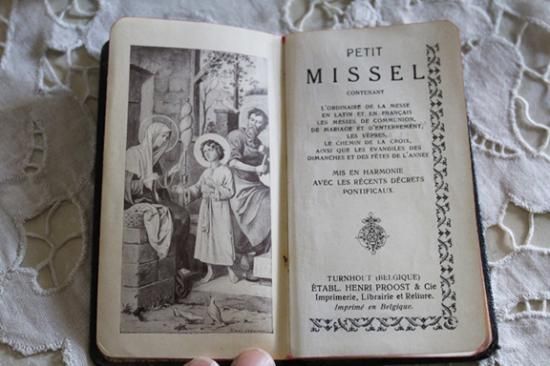 PETIT
MISSEL
CONTENANT
L'ORDINAIRE DE LA MESSE
EN LATIN ET EN FRANÇAIS
LES MESSES DE COMMUNION,
DE MARIAGE ET D'ENTERREMENT,
LES VÊPRES,
LE CHEMIN DE LA CROIX,
AINSI QUE LES EVANGILES DES
DIMANCHES ET DES FÊTES DE L'ANNÉE
MIS EN HARMONIE
AVEC LES RÉCENTS DÉCRETS
PONTIFICAUX.
TURNHOUT (BELGIQUE)
ÉTABL. HENRI PROOST & Cie
Imprimerie, Librairie et Reliure.
Imprimé en Belgique.